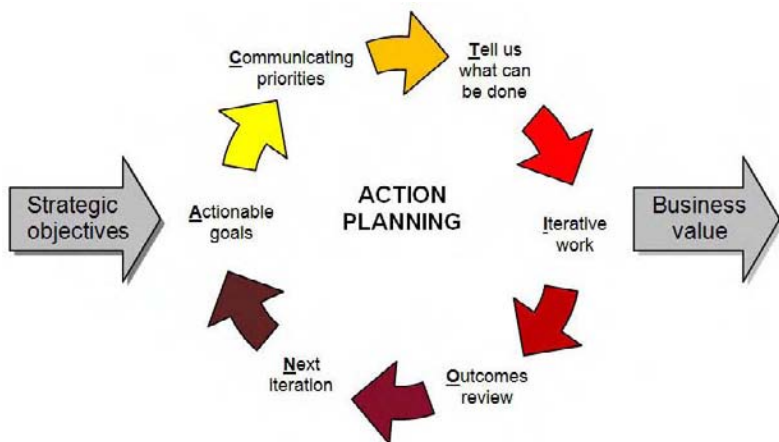 Communicating
priorities
Tell us
what can
be done
Strategic
objectives
Actionable
goals
ACTION
PLANNING
Iterative
work
Business
value
Next
iteration
Outcomes
review